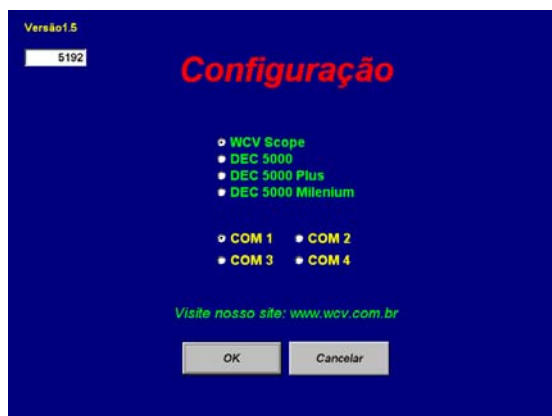 Versão1.5
5192
Configuração
WCV Scope
DEC 5000
DEC 5000 Plus
DEC 5000 Milenium
COM 1 COM 2
COM 3 COM 4
Visite nosso site: www.wcv.com.br
OK Cancelar